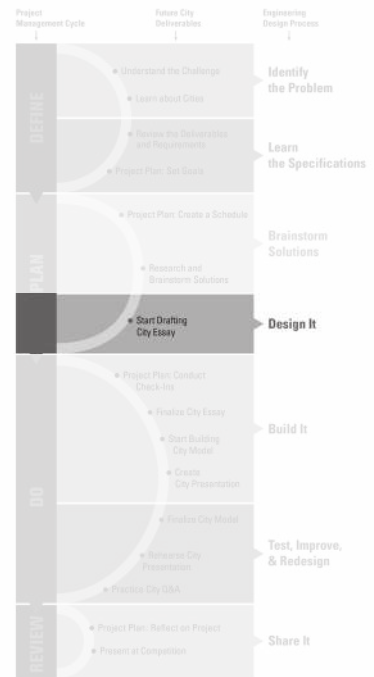 Project
Management Cycle
Future City
Deliverables
Engineering
Design Process
DEFINE
Understand the Challenge
Learn about Cities
Identify
the Problem
Review the Deliverables
and Requirements
Project Plan: Set Goals
Learn
the Specifications
PLAN
Project Plan: Create a Schedule
Research and
Brainstorm Solutions
Brainstorm
Solutions
Start Drafting
City Essay
Design It
DO
Project Plan: Conduct
Check-Ins
Finalize City Essay
Start Building
City Model
Create
City Presentation
Build It
Finalize City Model
Rehearse City
Presentation
Practice City Q&A
Test, Improve,
& Redesign
REVIEW
Project Plan: Reflect on Project
Present at Competition
Share It